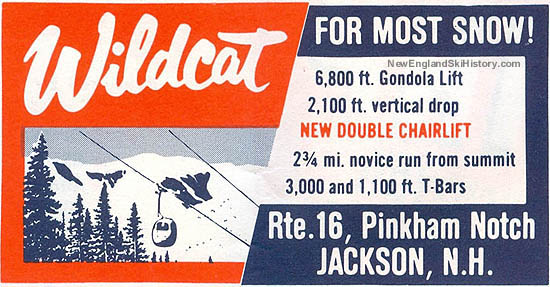 Wildcat
FOR MOST SNOW!
NewEnglandSkiHistory.com
6,800 ft. Gondola Lift
2,100 ft. vertical drop
NEW DOUBLE CHAIRLIFT
2¾ mi. novice run from summit
3,000 and 1,100 ft. T-Bars
Rte.16, Pinkham Notch
JACKSON, N.H.